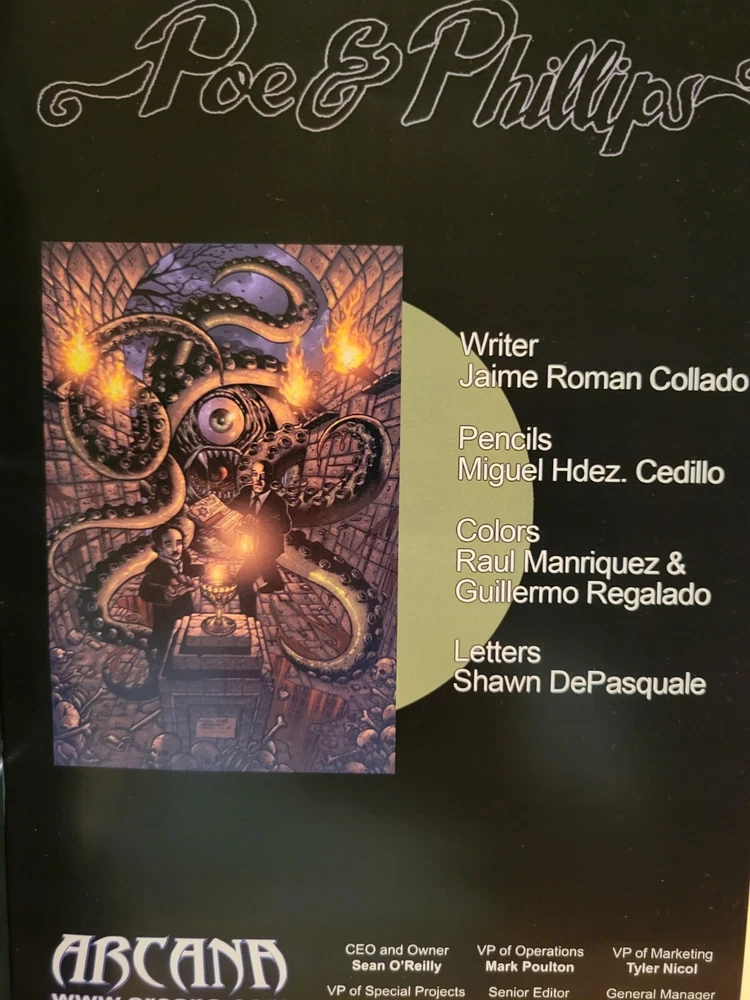 Poe & Phillips
Writer
Jaime Roman Collado
Pencils
Miguel Hdez. Cedillo
Colors
Raul Manriquez &
Guillermo Regalado
Letters
Shawn DePasquale
ARCANA
CEO and Owner
Sean O'Reilly
VP of Operations
Mark Poulton
VP of Marketing
Tyler Nicol
VP of Special Projects
Senior Editor
General Manager